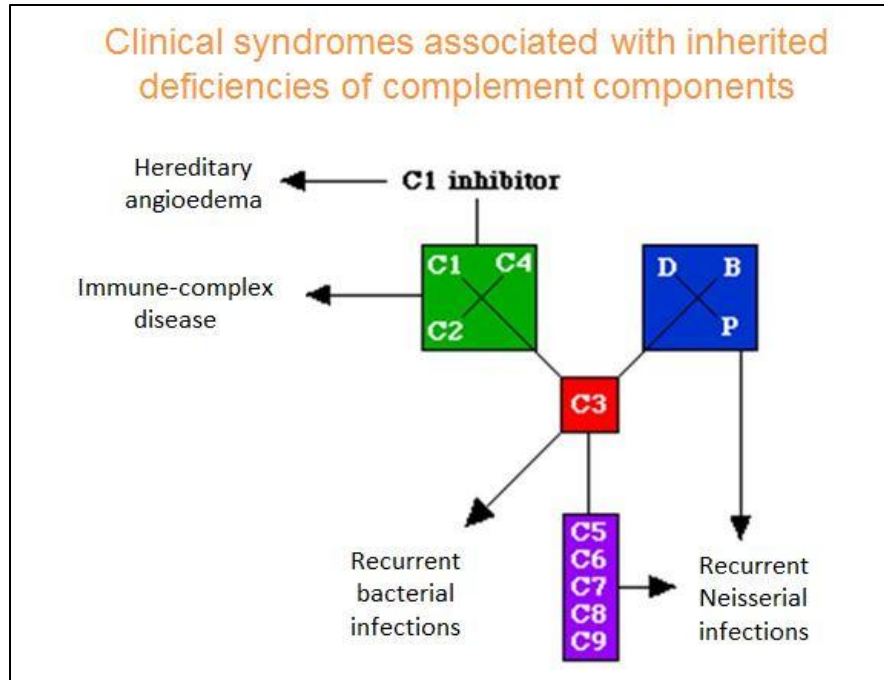 Clinical syndromes associated with inherited
deficiencies of complement components
Hereditary
angioedema
C1 inhibitor
C1 C4
C2
D B
P
Immune-complex
disease
C3
C5
C6
C7
C8
C9
Recurrent
bacterial
infections
Recurrent
Neisserial
infections